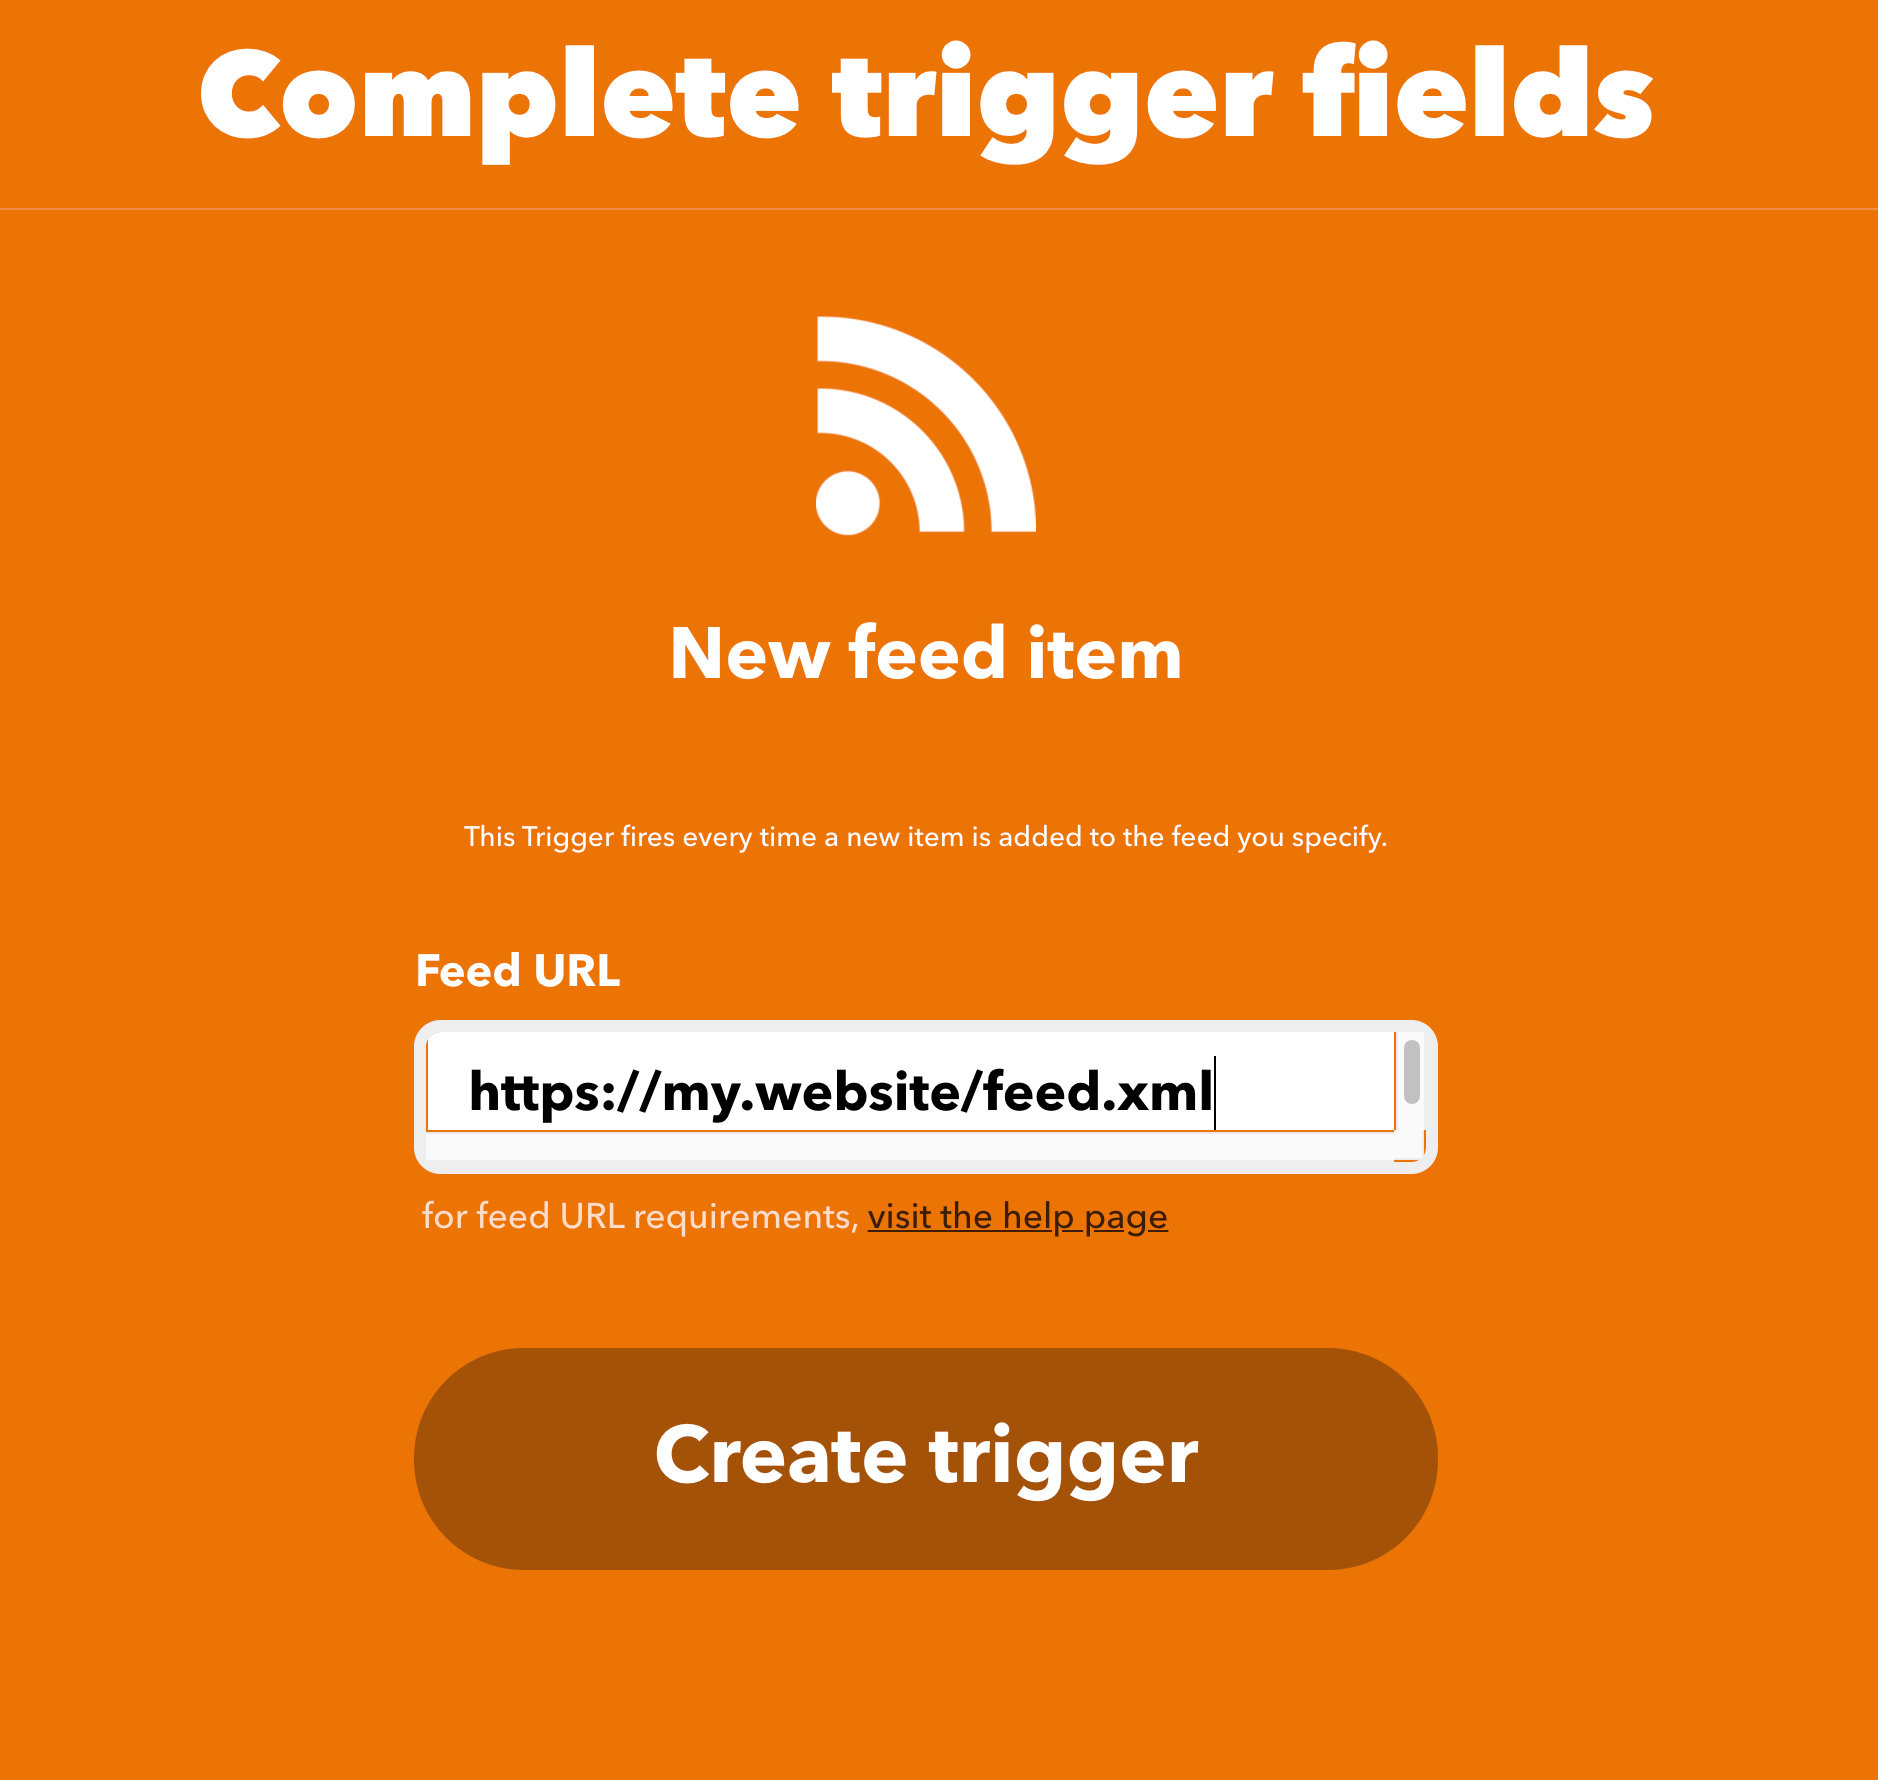 Complete trigger fields
New feed item
This Trigger fires every time a new item is added to the feed you specify.
Feed URL
https://my.website/feed.xml
for feed URL requirements, visit the help page
Create trigger